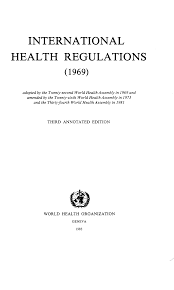 INTERNATIONAL
HEALTH REGULATIONS
(1969)
adopted by the Twenty-second World Health Assembly in 1969 and
amended by the Twenty-sixth World Health Assembly in 1973
and the Thirty-fourth World Health Assembly in 1981
THIRD ANNOTATED EDITION
WORLD HEALTH ORGANIZATION
GENEVA